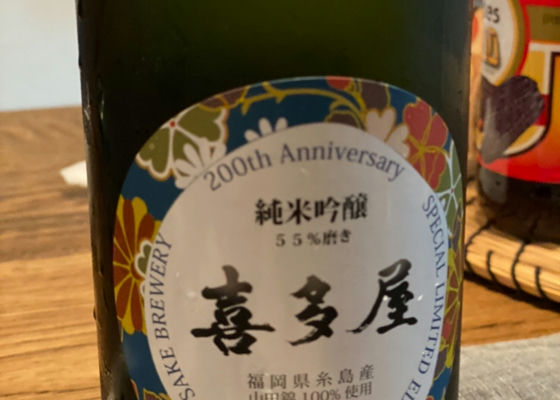 200th Anniversary
純米吟醸
55%磨き
喜多屋
福岡県糸島産
山田錦100%使用
SAKE BREWERY
SPECIAL LIMITED